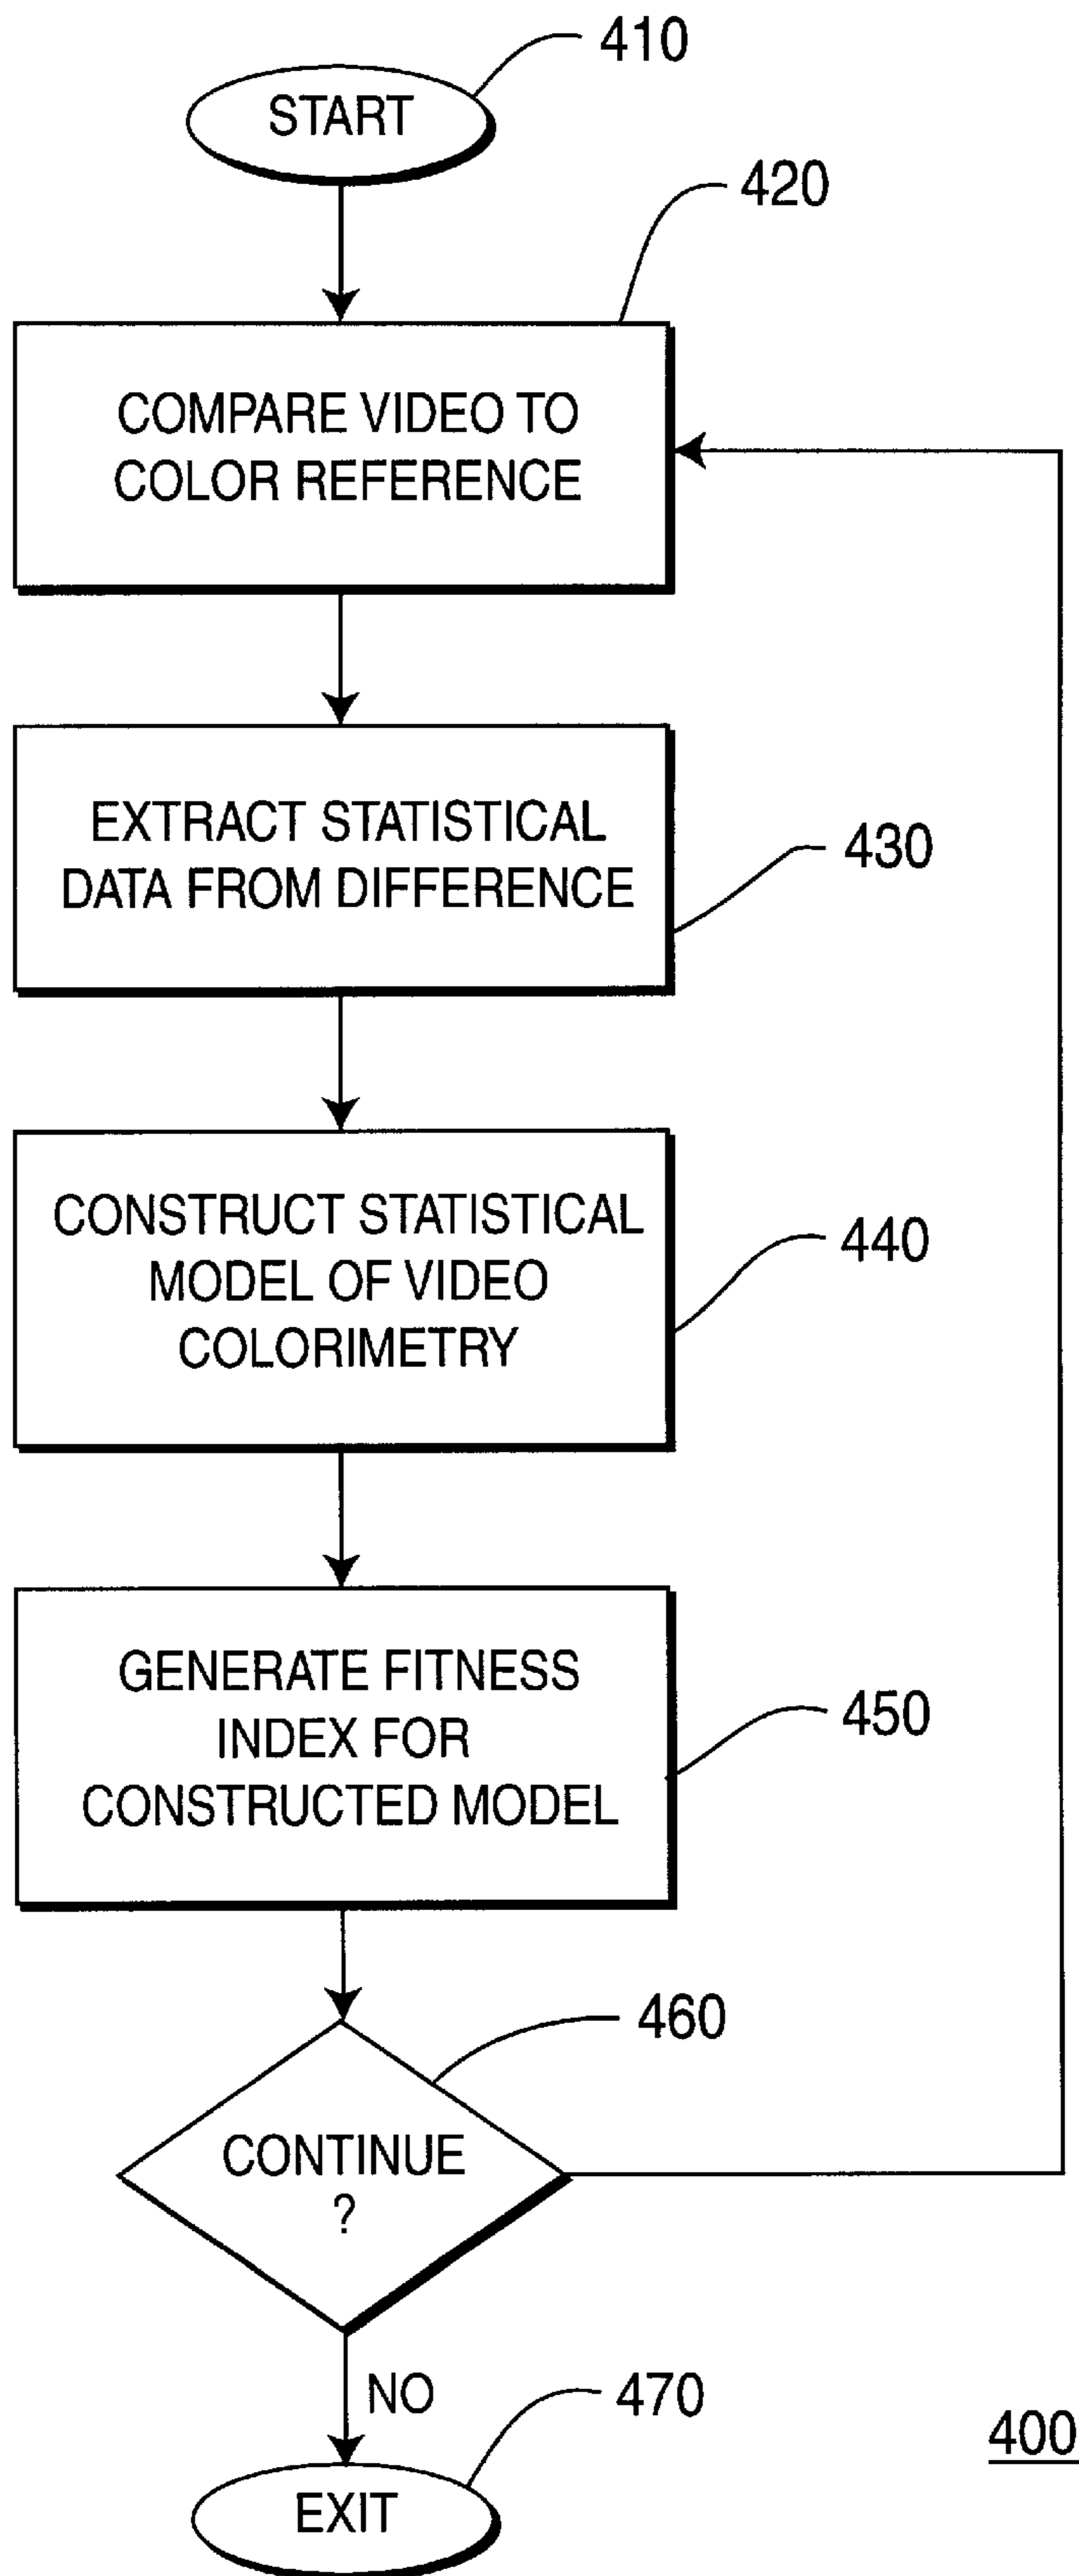 410
START
420
COMPARE VIDEO TO
COLOR REFERENCE
EXTRACT STATISTICAL
DATA FROM DIFFERENCE
430
CONSTRUCT STATISTICAL
MODEL OF VIDEO
COLORIMETRY
440
GENERATE FITNESS
INDEX FOR
CONSTRUCTED MODEL
450
460
CONTINUE
?
NO
470
EXIT
400